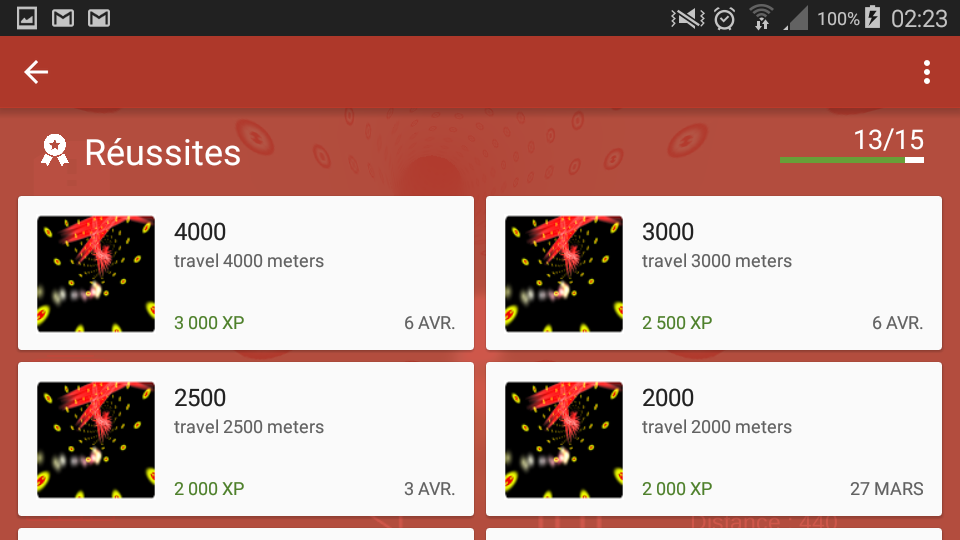 100% 02:23
Réussites
13/15
4000
travel 4000 meters
3 000 XP
6 AVR.
3000
travel 3000 meters
2 500 XP
6 AVR.
2500
travel 2500 meters
2 000 XP
3 AVR.
2000
travel 2000 meters
2 000 XP
27 MARS
Distance : 440